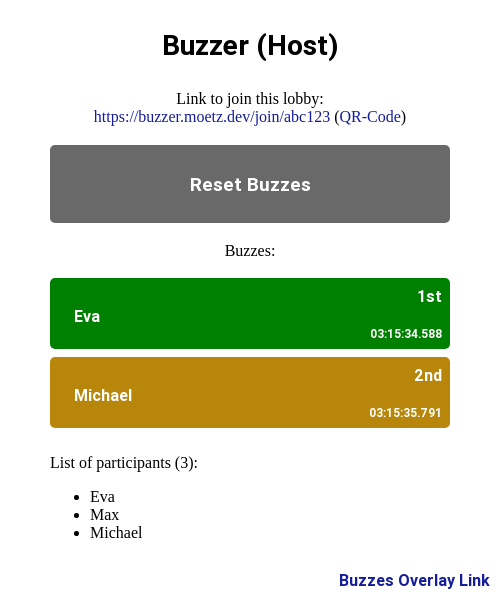 Buzzer (Host)
Link to join this lobby:
https://buzzer.moetz.dev/join/abc123 (QR-Code)
Reset Buzzes
Buzzes:
1st
Eva
03:15:34.588
2nd
Michael
03:15:35.791
List of participants (3):
Eva
Max
Michael
Buzzes Overlay Link